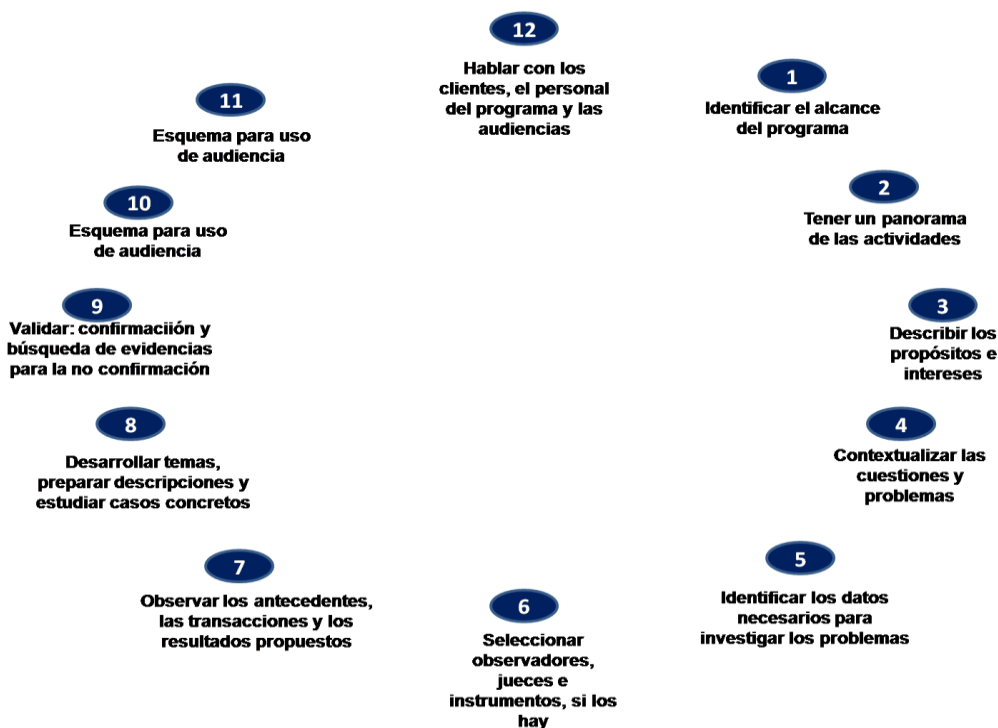 12
Hablar con los
clientes, el personal
del programa y las
audiencias
1
Identificar el alcance
del programa
2
Tener un panorama
de las actividades
3
Describir los
propósitos e
intereses
4
Contextualizar las
cuestiones y
problemas
5
Identificar los datos
necesarios para
investigar los problemas
6
Seleccionar
observadores,
jueces e
instrumentos, si los
hay
7
Observar los antecedentes,
las transacciones y los
resultados propuestos
8
Desarrollar temas,
preparar descripciones y
estudiar casos concretos
9
Validar: confirmaciión y
búsqueda de evidencias
para la no confirmación
10
Esquema para uso
de audiencia
11
Esquema para uso
de audiencia